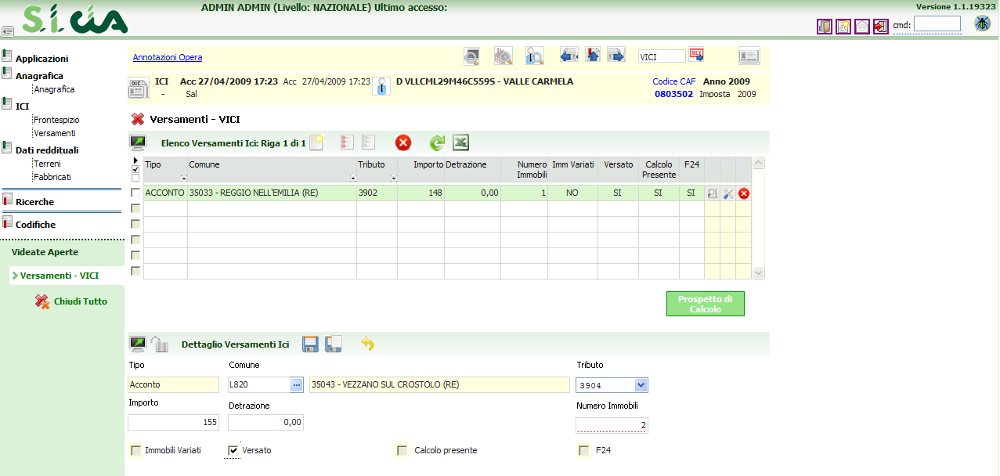 S.I. CIA
ADMIN ADMIN (Livello: NAZIONALE) Ultimo accesso:
Versione 1.1.19323
cmd:
Applicazioni
Anagrafica
Anagrafica
ICI
Frontespizio
Versamenti
Dati reddituali
Terreni
Fabbricati
Ricerche
Codifiche
Videate Aperte
Versamenti - VICI
Chiudi Tutto
Annotazioni Opera
VICI
SELE
DIC
ICI Acc 27/04/2009 17:23 Acc 27/04/2009 17:23 D VLLCML29M46C559S - VALLE CARMELA Codice CAF Anno 2009
- Sal 0803502 Imposta 2009
Versamenti - VICI
Elenco Versamenti Ici: Riga 1 di 1
Tipo Comune Tributo Importo Detrazione Numero Immobili Imm Variati Versato Calcolo Presente F24
ACCONTO 35033 - REGGIO NELL'EMILIA (RE) 3902 148 0,00 1 NO SI SI SI
Prospetto di
Calcolo
Dettaglio Versamenti Ici
Tipo Comune Tributo
Acconto L820 ... 35043 - VEZZANO SUL CROSTOLO (RE) 3904
Importo Detrazione Numero Immobili
155 0,00 2
Immobili Variati Versato Calcolo presente F24